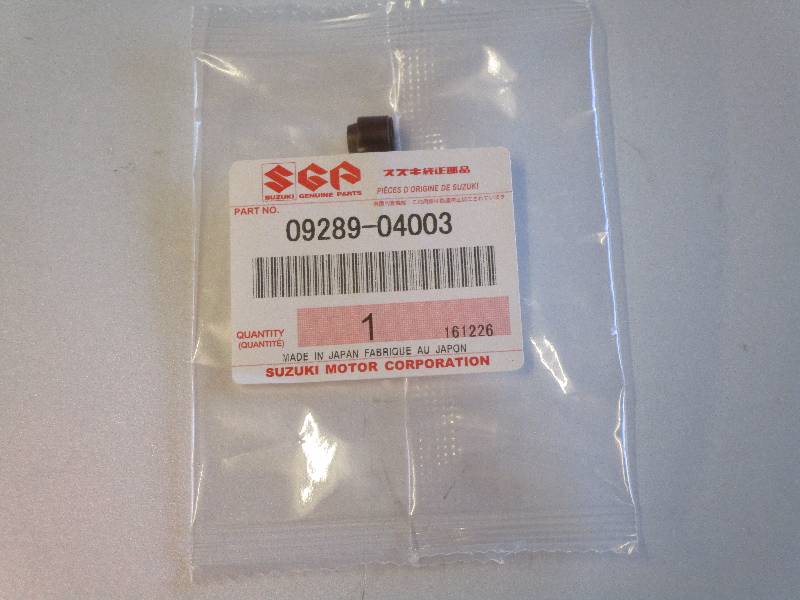 SGP
スズキ純正部品
SUZUKI GENUINE PARTS
PIÈCES D'ORIGINE DE SUZUKI
PART NO.
09289-04003
QUANTITY
(QUANTITÉ)
1
161226
MADE IN JAPAN FABRIQUE AU JAPON
SUZUKI MOTOR CORPORATION